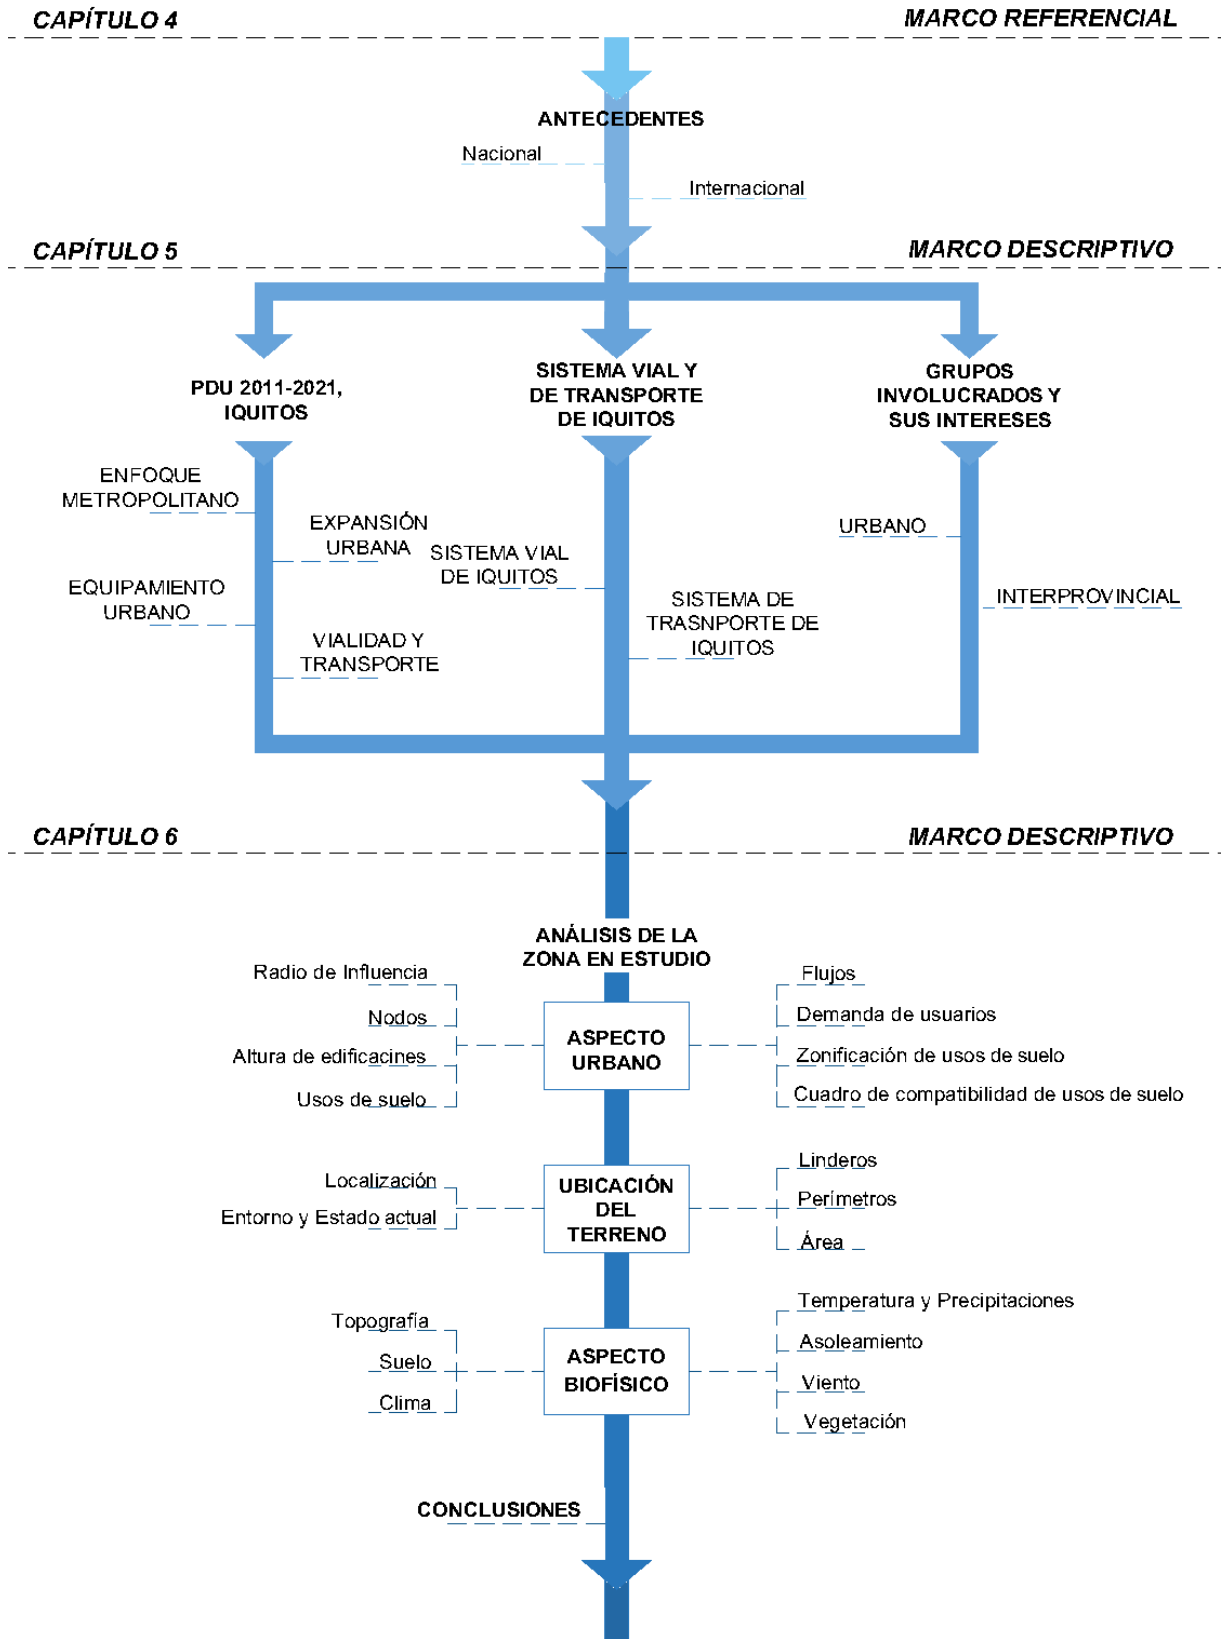 CAPÍTULO 4
MARCO REFERENCIAL
ANTECEDENTES
Nacional
Internacional
CAPÍTULO 5
MARCO DESCRIPTIVO
PDU 2011-2021,
IQUITOS
SISTEMA VIAL Y
DE TRANSPORTE
DE IQUITOS
GRUPOS
INVOLUCRADOS Y
SUS INTERESES
ENFOQUE
METROPOLITANO
EXPANSIÓN
URBANA
EQUIPAMIENTO
URBANO
VIALIDAD Y
TRANSPORTE
SISTEMA VIAL
DE IQUITOS
SISTEMA DE
TRASNPORTE DE
IQUITOS
URBANO
INTERPROVINCIAL
CAPÍTULO 6
MARCO DESCRIPTIVO
ANÁLISIS DE LA
ZONA EN ESTUDIO
Radio de Influencia
Nodos
Altura de edificacines
Usos de suelo
ASPECTO
URBANO
Flujos
Demanda de usuarios
Zonificación de usos de suelo
Cuadro de compatibilidad de usos de suelo
Localización
Entorno y Estado actual
UBICACIÓN
DEL
TERRENO
Linderos
Perímetros
Área
Topografía
Suelo
Clima
ASPECTO
BIOFÍSICO
Temperatura y Precipitaciones
Asoleamiento
Viento
Vegetación
CONCLUSIONES